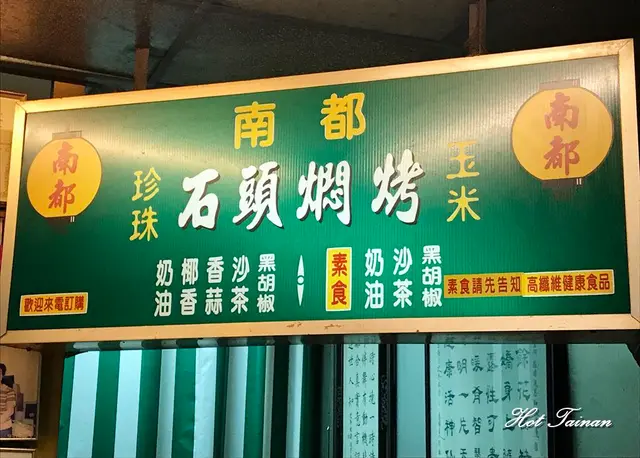 南都
南都
南都
珍珠
石頭燜烤
玉米
黑胡椒
沙茶
香蒜
椰香
奶油
素食
黑胡椒
沙茶
奶油
歡迎來電訂購
素食請先告知
高纖維健康食品
Hot Tainan